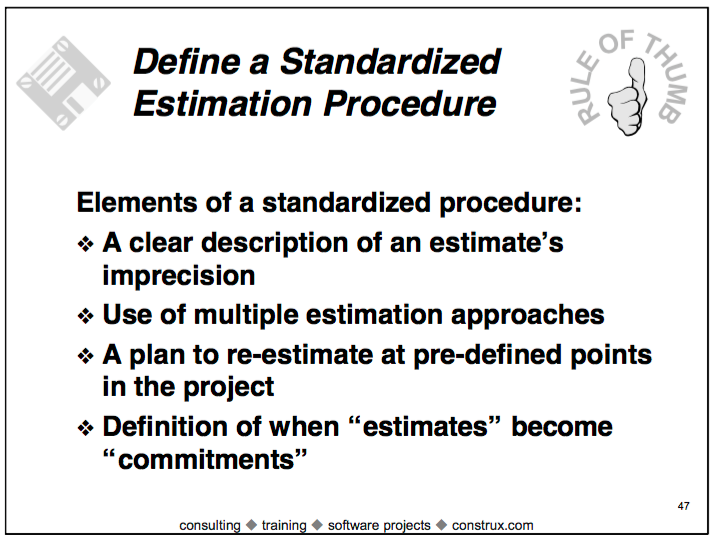 Define a Standardized
Estimation Procedure
RULE OF THUMB
Elements of a standardized procedure:
❖ A clear description of an estimate’s
imprecision
❖ Use of multiple estimation approaches
❖ A plan to re-estimate at pre-defined points
in the project
❖ Definition of when “estimates” become
“commitments”
47
consulting ◆ training ◆ software projects ◆ construx.com